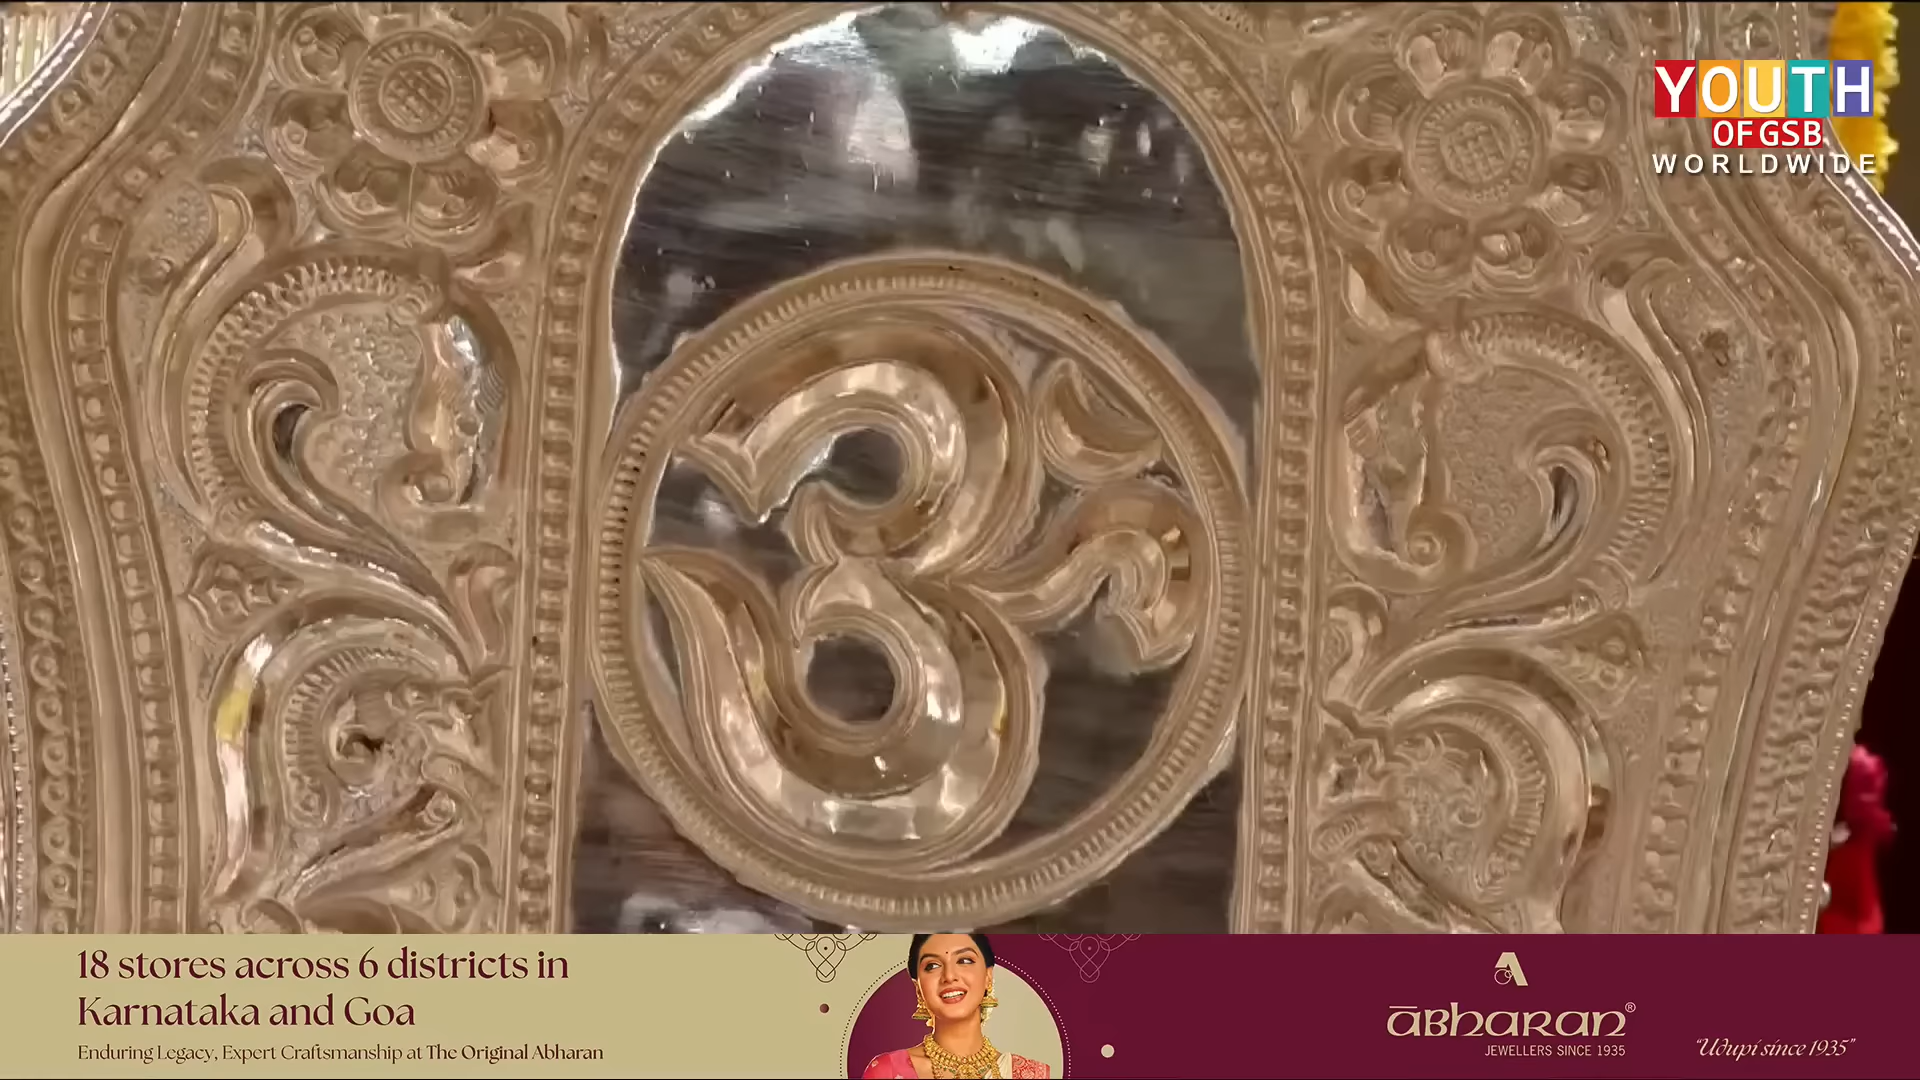 YOUTH
OF GSB
WORLDWIDE
ॐ
18 stores across 6 districts in
Karnataka and Goa
Enduring Legacy, Expert Craftsmanship at The Original Abharan
ābharan®
JEWELLERS SINCE 1935
"Udupi since 1935"